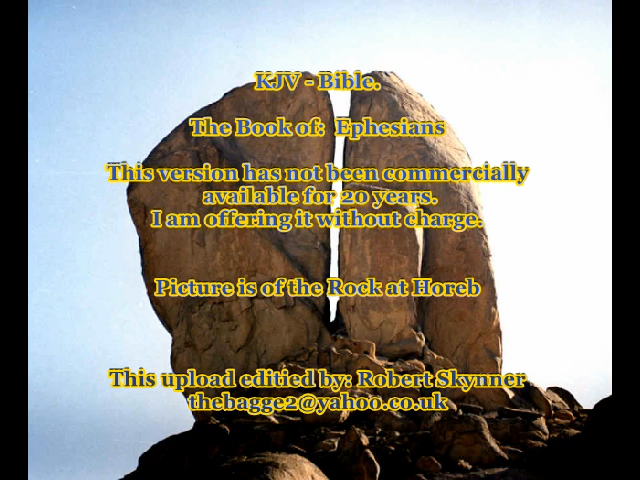 KJV - Bible.
The Book of: Ephesians
This version has not been commercially
available for 20 years.
I am offering it without charge.
Picture is of the Rock at Horeb
This upload editied by: Robert Skynner
thebagge2@yahoo.co.uk